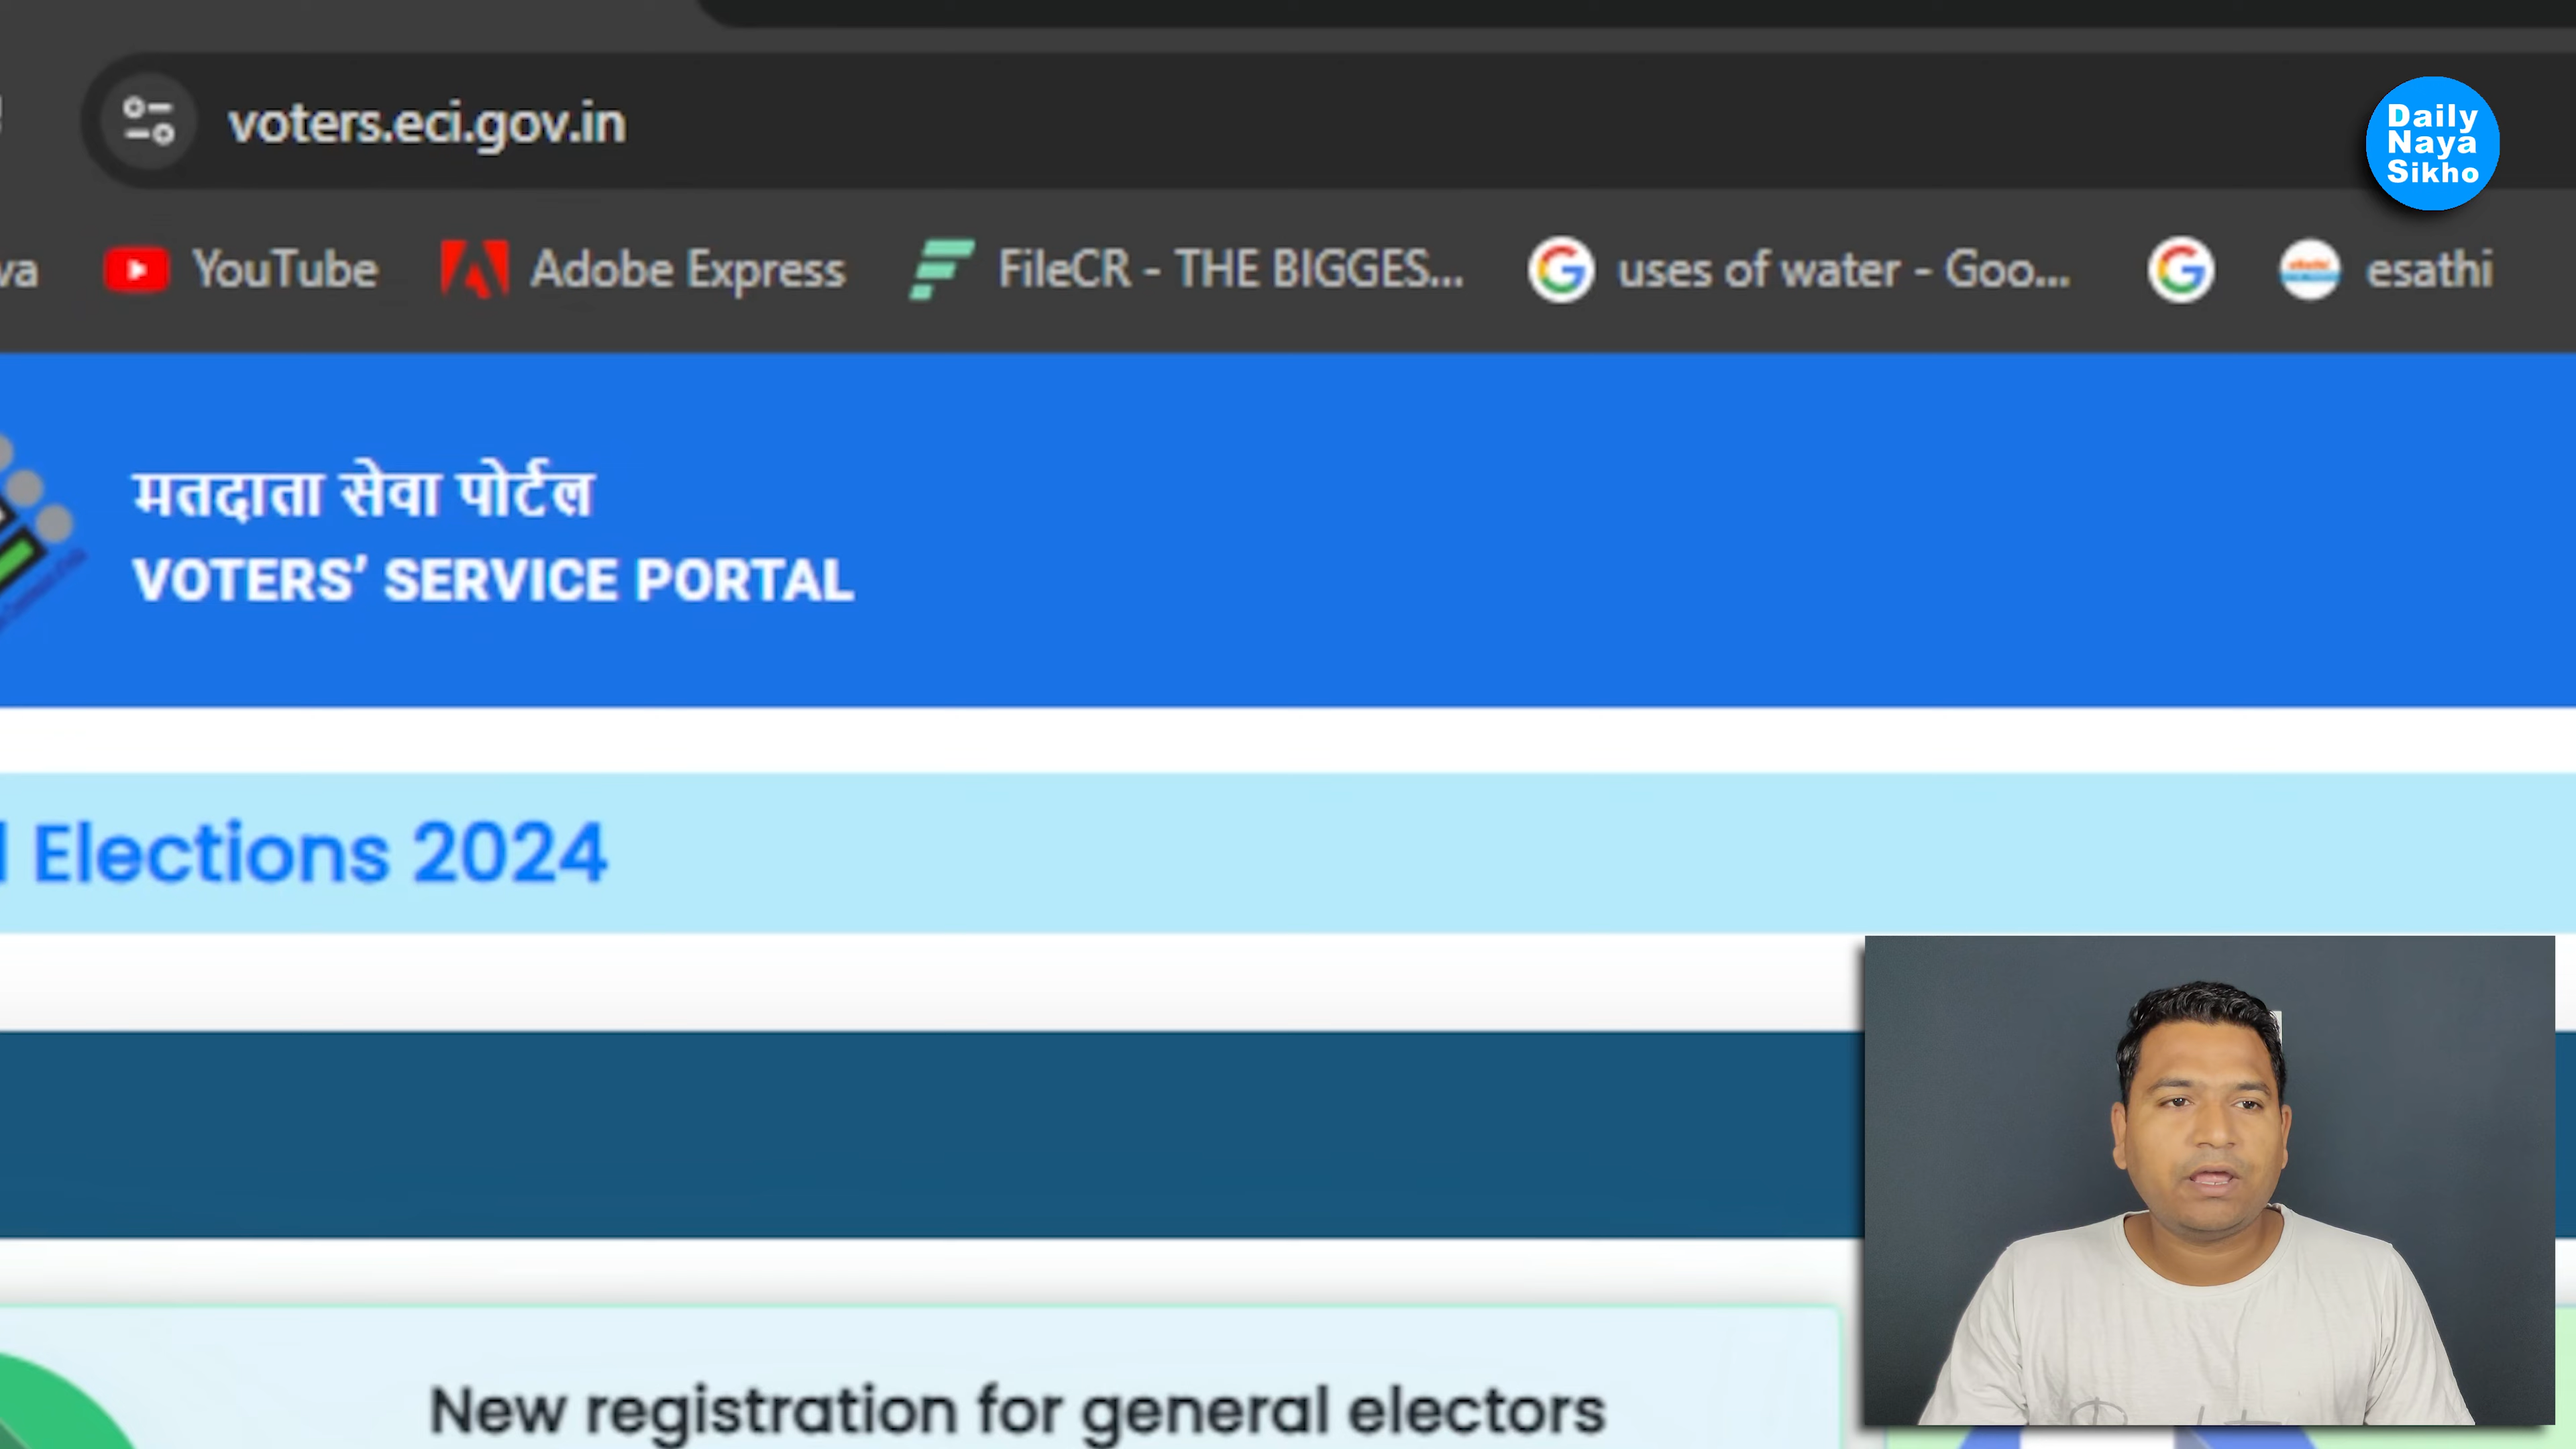 voters.eci.gov.in
Daily
Naya
Sikho
va YouTube Adobe Express FileCR - THE BIGGES... uses of water - Goo... esathi
मतदाता सेवा पोर्टल
VOTERS’ SERVICE PORTAL
Elections 2024
New registration for general electors